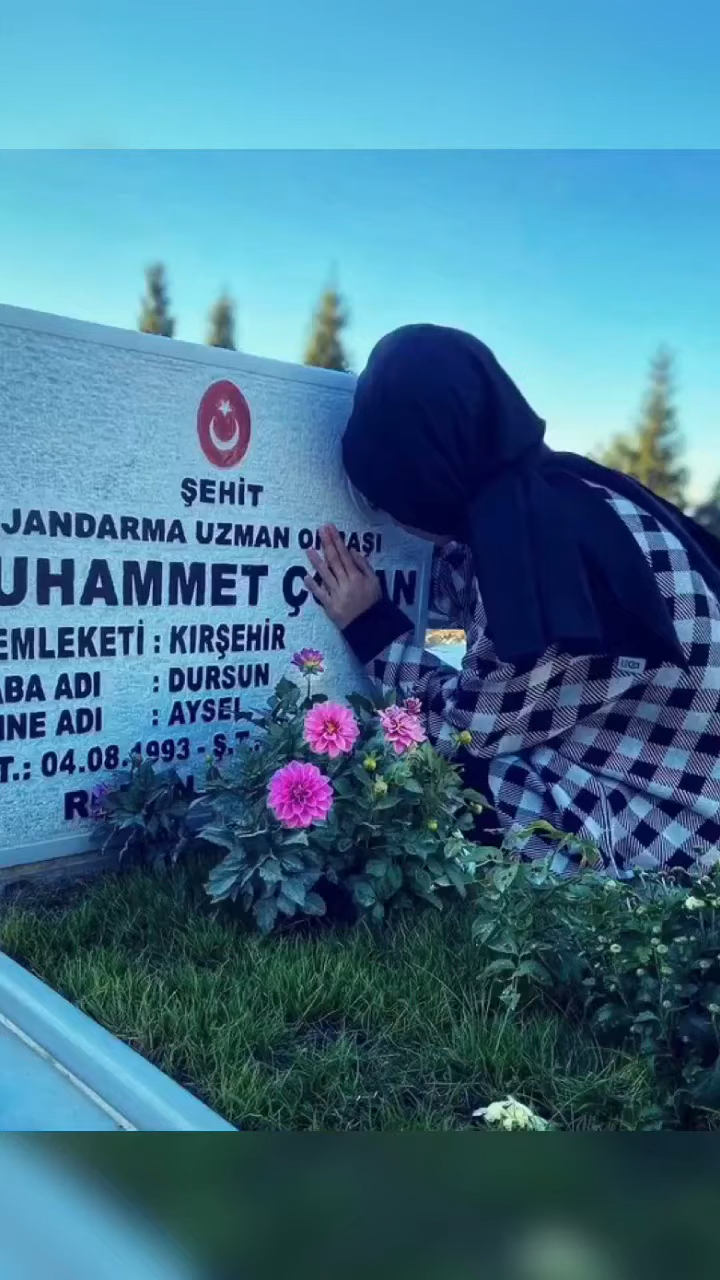 ŞEHİT
JANDARMA UZMAN
UHAMMET
EMLEKETİ : KIRŞEHİR
ABA ADI : DURSUN
NE ADI : AYSEL
T.: 04.08.1993 - Ş.T.